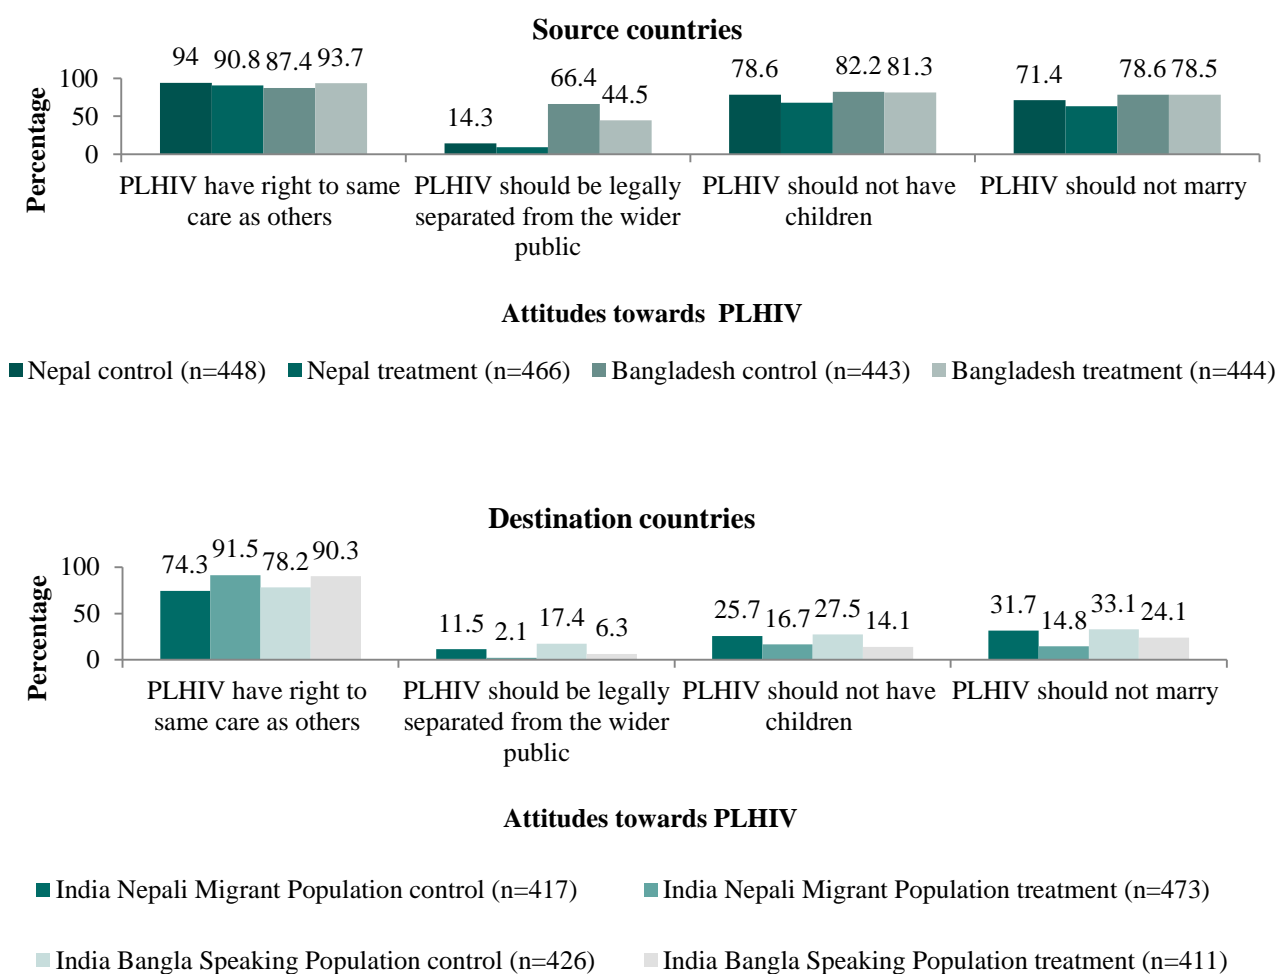 Source countries
94 90.8 87.4 93.7
66.4
44.5
14.3
78.6
82.2 81.3
71.4
78.6 78.5
Percentage
100
50
0
PLHIV have right to same
care as others
PLHIV should be legally
separated from the wider
public
PLHIV should not have
children
PLHIV should not marry
Attitudes towards PLHIV
Nepal control (n=448)
Nepal treatment (n=466)
Bangladesh control (n=443)
Bangladesh treatment (n=444)
Destination countries
74.3 91.5 78.2 90.3
11.5 2.1 17.4 6.3
25.7 16.7 27.5 14.1
31.7 14.8 33.1 24.1
Percentage
100
50
0
PLHIV have right to
same care as others
PLHIV should be legally
separated from the wider
public
PLHIV should not have
children
PLHIV should not marry
Attitudes towards PLHIV
India Nepali Migrant Population control (n=417)
India Nepali Migrant Population treatment (n=473)
India Bangla Speaking Population control (n=426)
India Bangla Speaking Population treatment (n=411)